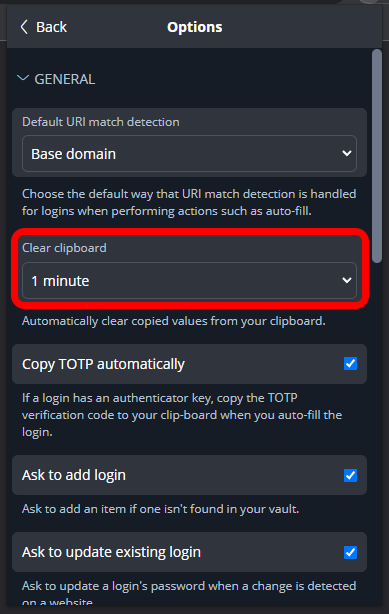 Back
Options
GENERAL
Default URI match detection
Base domain
Choose the default way that URI match detection is handled
for logins when performing actions such as auto-fill.
Clear clipboard
1 minute
Automatically clear copied values from your clipboard.
Copy TOTP automatically
If a login has an authenticator key, copy the TOTP
verification code to your clip-board when you auto-fill the
login.
Ask to add login
Ask to add an item if one isn't found in your vault.
Ask to update existing login
Ask to update a login's password when a change is detected
on a website.